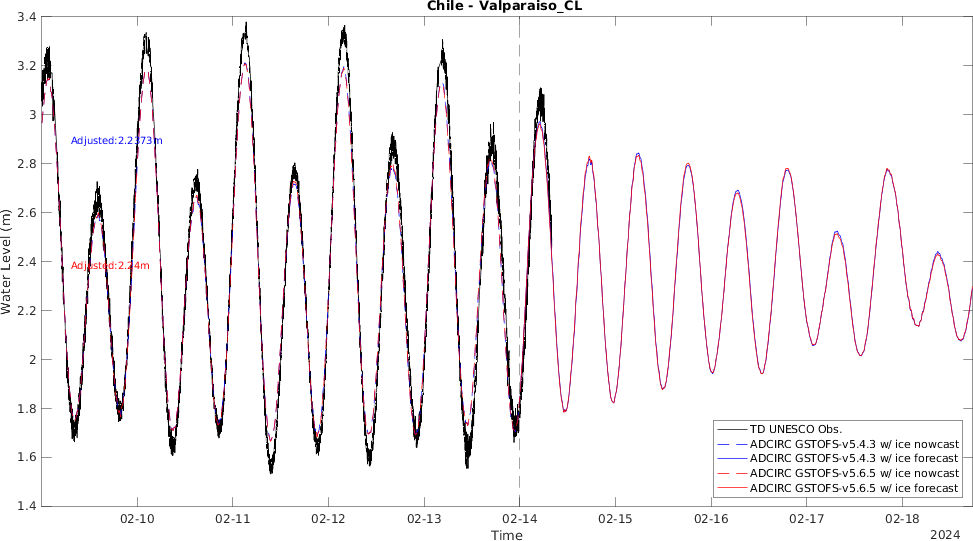 Chile - Valparaiso_CL
3.4
3.2
3
2.8
2.6
2.4
2.2
2
1.8
1.6
1.4
Water Level (m)
Adjusted:2.2373m
Adjusted:2.24m
TD UNESCO Obs.
ADCIRC GSTOFS-v5.4.3 w/ ice nowcast
ADCIRC GSTOFS-v5.4.3 w/ ice forecast
ADCIRC GSTOFS-v5.6.5 w/ ice nowcast
ADCIRC GSTOFS-v5.6.5 w/ ice forecast
02-10 02-11 02-12 02-13 02-14 02-15 02-16 02-17 02-18
Time
2024